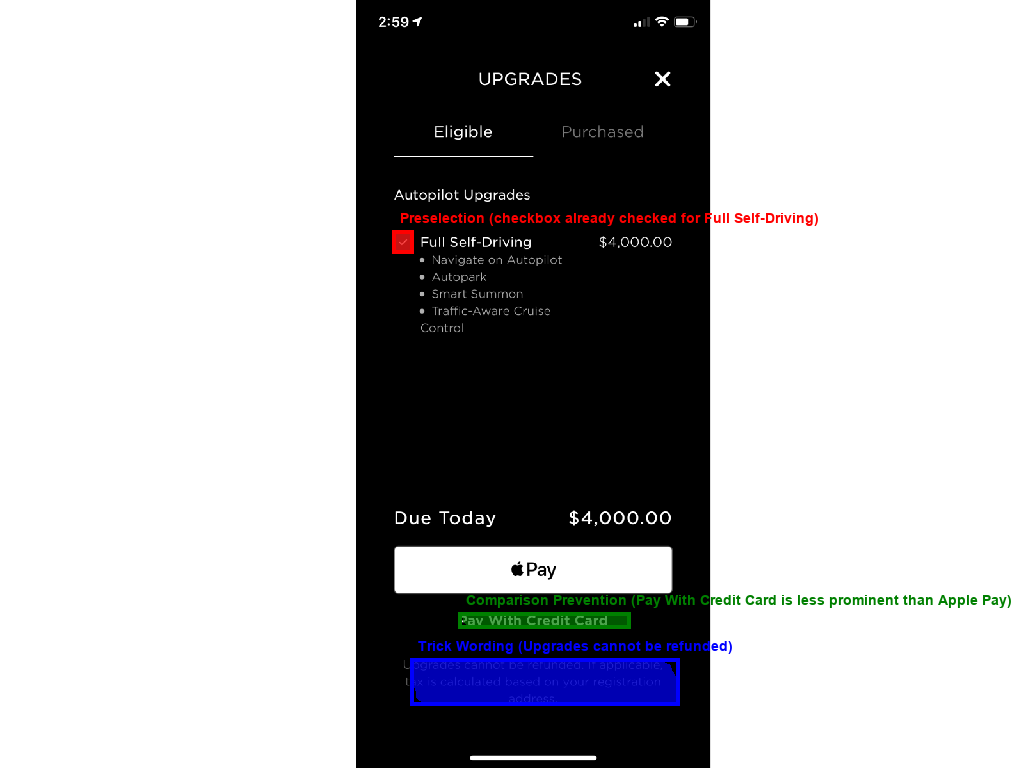 2:59
UPGRADES
Eligible
Purchased
Autopilot Upgrades
Preselection (checkbox already checked for Full Self-Driving)
Full Self-Driving $4,000.00
• Navigate on Autopilot
• Autopark
• Smart Summon
• Traffic-Aware Cruise
Control
Due Today $4,000.00
Pay
Comparison Prevention (Pay With Credit Card is less prominent than Apple Pay)
Pay With Credit Card
Trick Wording (Upgrades cannot be refunded)
Upgrades cannot be refunded. If applicable,
tax is calculated based on your registration
address.